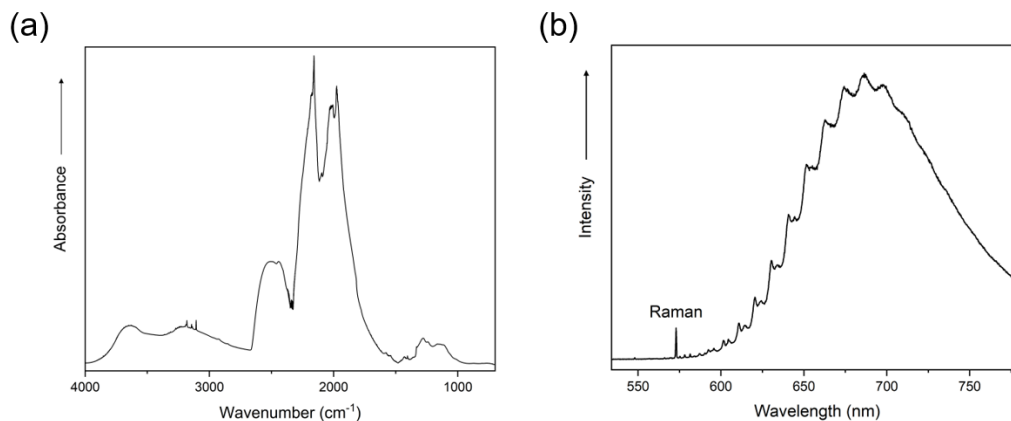 (a)
Absorbance
4000
3000
2000
1000
Wavenumber (cm⁻¹)
(b)
Intensity
Raman
550
600
650
700
750
Wavelength (nm)